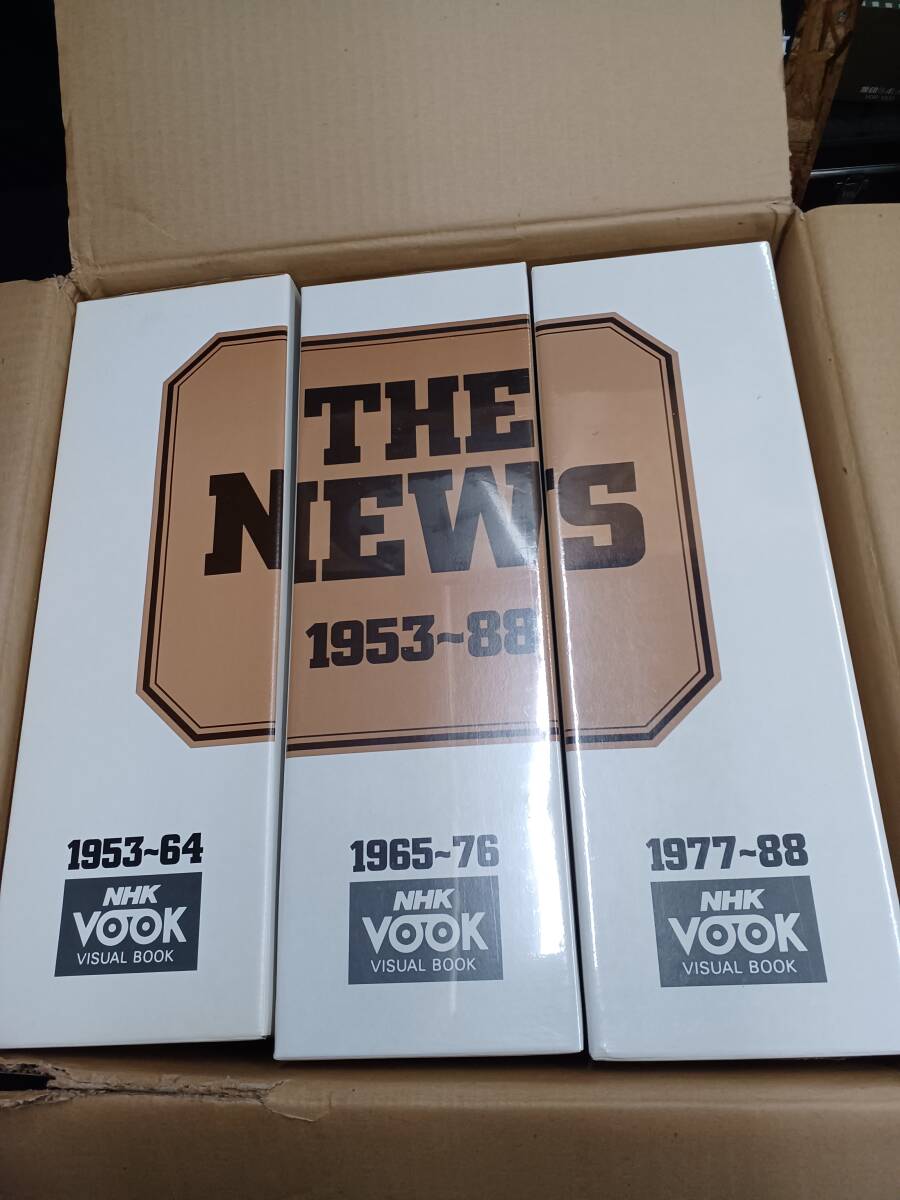 THE
NEWS
1953~88
1953~64
NHK
VOOK
VISUAL BOOK
1965~76
NHK
VOOK
VISUAL BOOK
1977~88
NHK
VOOK
VISUAL BOOK